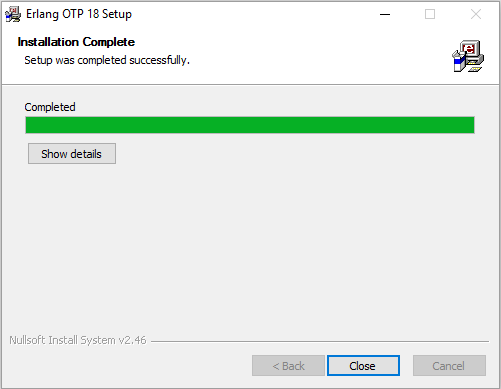 Erlang OTP 18 Setup
Installation Complete
Setup was completed successfully.
Completed
Show details
Nullsoft Install System v2.46
< Back
Close
Cancel